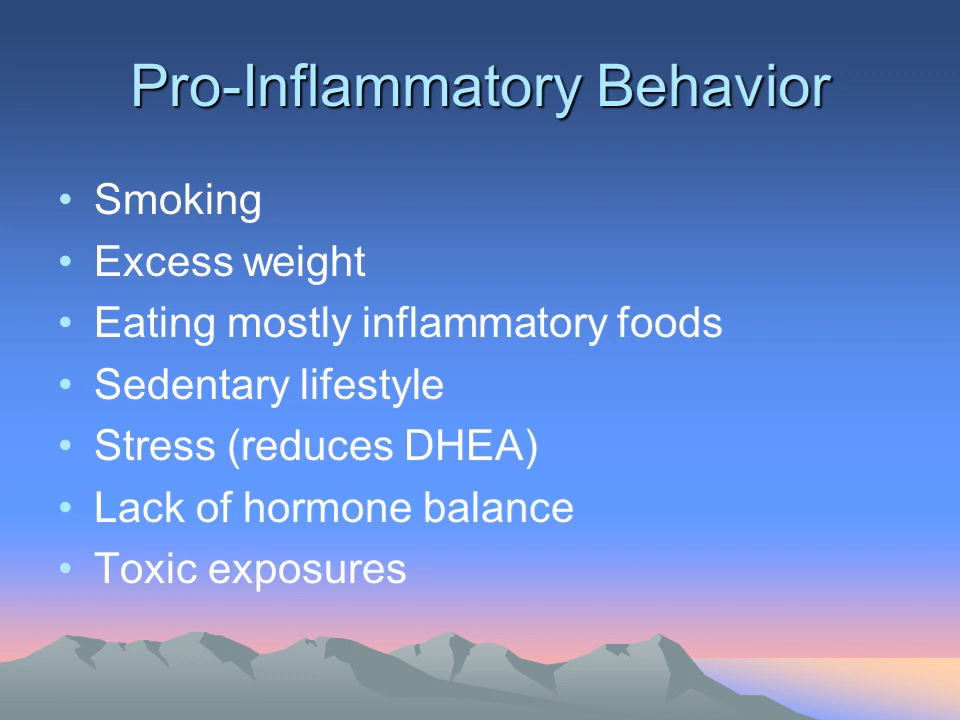 Pro-Inflammatory Behavior
• Smoking
• Excess weight
• Eating mostly inflammatory foods
• Sedentary lifestyle
• Stress (reduces DHEA)
• Lack of hormone balance
• Toxic exposures